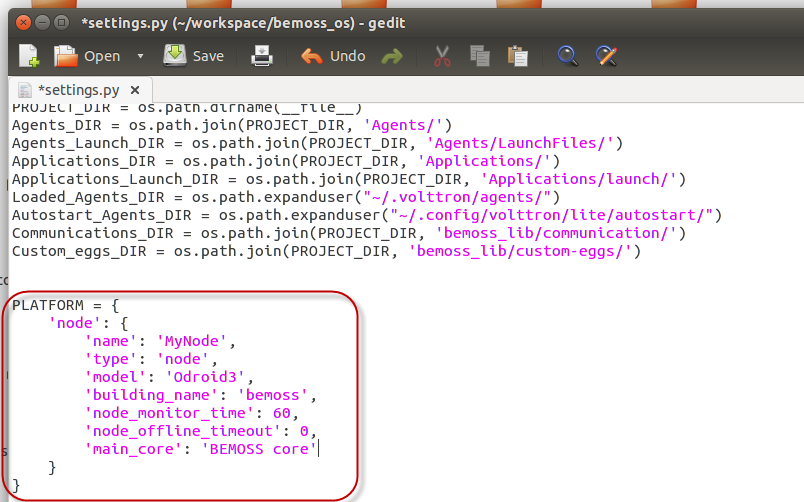 *settings.py (~/workspace/bemoss_os) - gedit
Open Save Undo
*settings.py
PROJECT_DIR = os.path.dirname(__file__)
Agents_DIR = os.path.join(PROJECT_DIR, 'Agents/')
Agents_Launch_DIR = os.path.join(PROJECT_DIR, 'Agents/LaunchFiles/')
Applications_DIR = os.path.join(PROJECT_DIR, 'Applications/')
Applications_Launch_DIR = os.path.join(PROJECT_DIR, 'Applications/launch/')
Loaded_Agents_DIR = os.path.expanduser("~/.volttron/agents/")
Autostart_Agents_DIR = os.path.expanduser("~/.config/volttron/lite/autostart/")
Communications_DIR = os.path.join(PROJECT_DIR, 'bemoss_lib/communication/')
Custom_eggs_DIR = os.path.join(PROJECT_DIR, 'bemoss_lib/custom-eggs/')
PLATFORM = {
    'node': {
        'name': 'MyNode',
        'type': 'node',
        'model': 'Odroid3',
        'building_name': 'bemoss',
        'node_monitor_time': 60,
        'node_offline_timeout': 0,
        'main_core': 'BEMOSS core'
    }
}